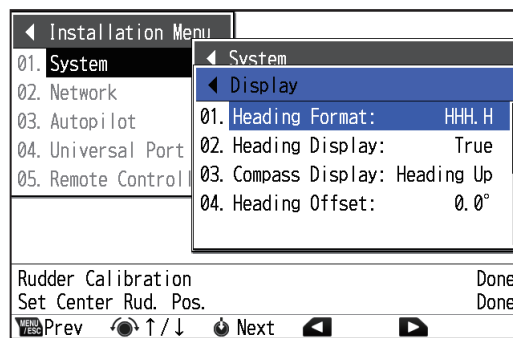 ◀ Installation Menu
01. System
02. Network
03. Autopilot
04. Universal Port
05. Remote Controll
◀ System
◀ Display
01. Heading Format: HHH.H
02. Heading Display: True
03. Compass Display: Heading Up
04. Heading Offset: 0.0°
Rudder Calibration Done
Set Center Rud. Pos. Done
MENU/ESC Prev ↑/↓ Next ◀ ▶